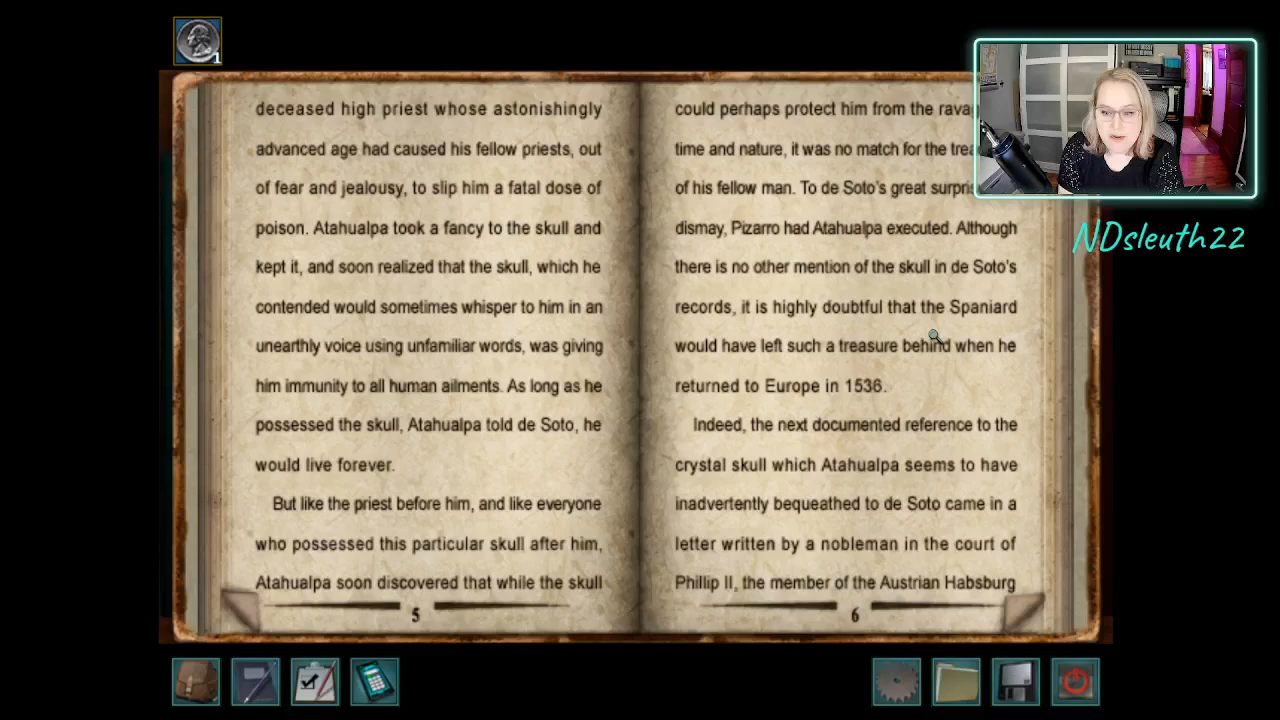 1
deceased high priest whose astonishingly
advanced age had caused his fellow priests, out
of fear and jealousy, to slip him a fatal dose of
poison. Atahualpa took a fancy to the skull and
kept it, and soon realized that the skull, which he
contended would sometimes whisper to him in an
unearthly voice using unfamiliar words, was giving
him immunity to all human ailments. As long as he
possessed the skull, Atahualpa told de Soto, he
would live forever.
But like the priest before him, and like everyone
who possessed this particular skull after him,
Atahualpa soon discovered that while the skull
5
could perhaps protect him from the
time and nature, it was no match for the
of his fellow man. To de Soto's great
dismay, Pizarro had Atahualpa executed. Although
there is no other mention of the skull in de Soto's
records, it is highly doubtful that the Spaniard
would have left such a treasure behind when he
returned to Europe in 1536.
Indeed, the next documented reference to the
crystal skull which Atahualpa seems to have
inadvertently bequeathed to de Soto came in a
letter written by a nobleman in the court of
Phillip II, the member of the Austrian Habsburg
6
NDsleuth22